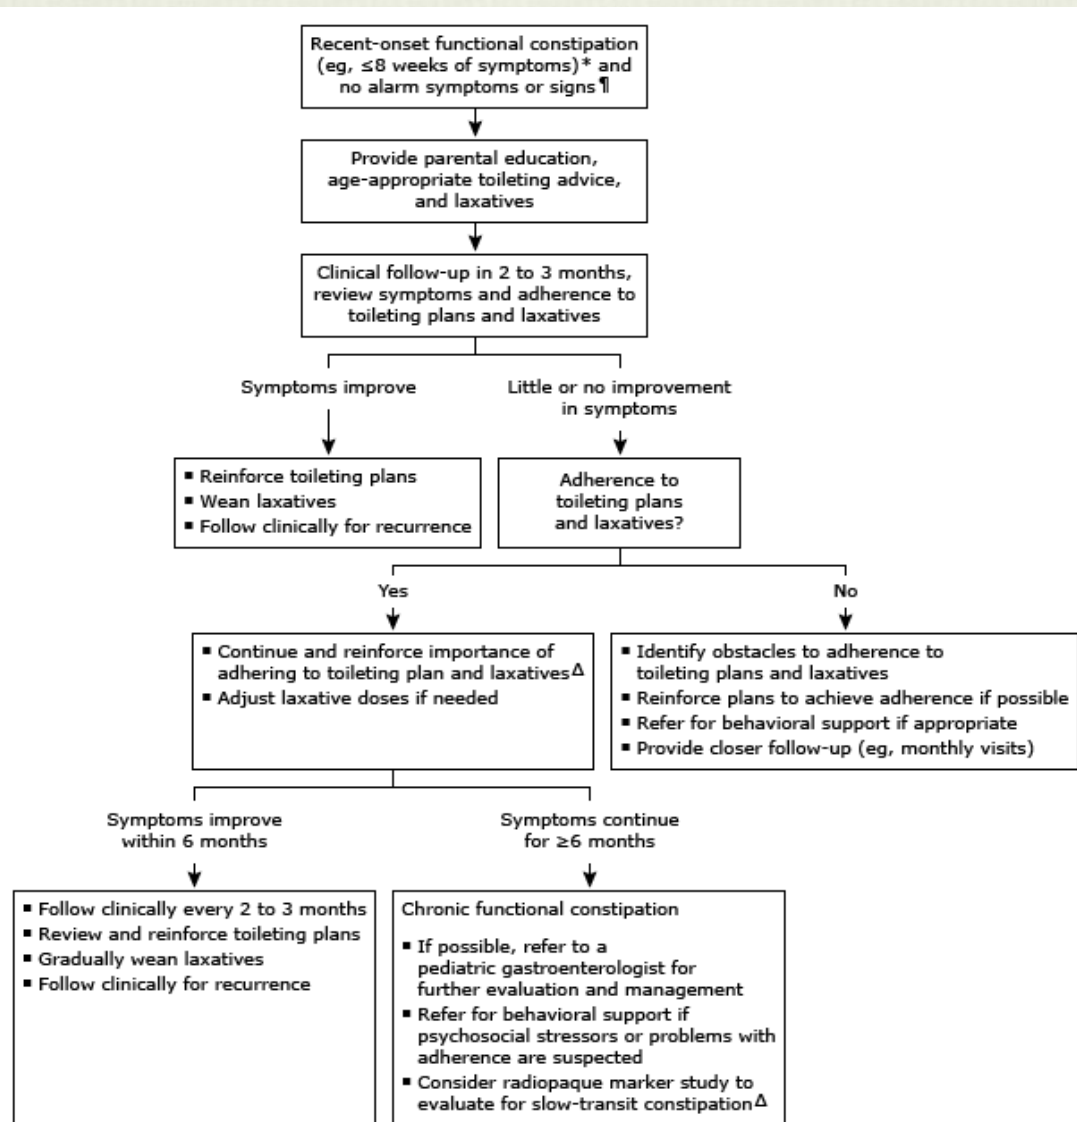 Recent-onset functional constipation
(eg, ≤8 weeks of symptoms)* and
no alarm symptoms or signs¶
Provide parental education,
age-appropriate toileting advice,
and laxatives
Clinical follow-up in 2 to 3 months,
review symptoms and adherence to
toileting plans and laxatives
Symptoms improve
Little or no improvement
in symptoms
▪ Reinforce toileting plans
▪ Wean laxatives
▪ Follow clinically for recurrence
Adherence to
toileting plans
and laxatives?
Yes
No
▪ Continue and reinforce importance of
adhering to toileting plan and laxativesΔ
▪ Adjust laxative doses if needed
▪ Identify obstacles to adherence to
toileting plans and laxatives
▪ Reinforce plans to achieve adherence if possible
▪ Refer for behavioral support if appropriate
▪ Provide closer follow-up (eg, monthly visits)
Symptoms improve
within 6 months
Symptoms continue
for ≥6 months
▪ Follow clinically every 2 to 3 months
▪ Review and reinforce toileting plans
▪ Gradually wean laxatives
▪ Follow clinically for recurrence
Chronic functional constipation
▪ If possible, refer to a
pediatric gastroenterologist for
further evaluation and management
▪ Refer for behavioral support if
psychosocial stressors or problems with
adherence are suspected
▪ Consider radiopaque marker study to
evaluate for slow-transit constipationΔ